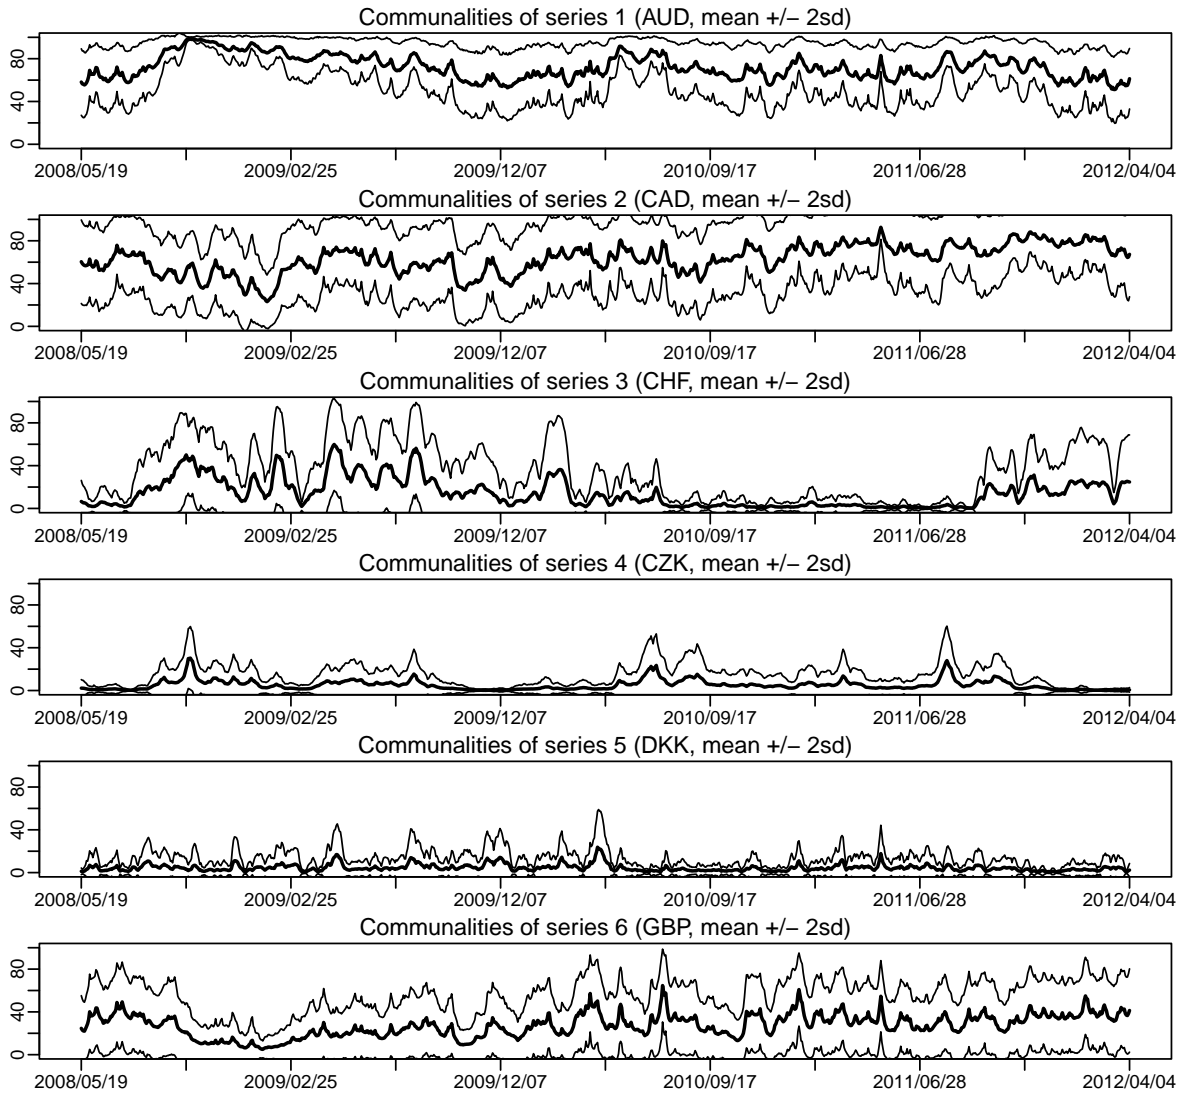 Communalities of series 1 (AUD, mean +/− 2sd)
80
40
0
2008/05/19 2009/02/25 2009/12/07 2010/09/17 2011/06/28 2012/04/04
Communalities of series 2 (CAD, mean +/− 2sd)
80
40
0
2008/05/19 2009/02/25 2009/12/07 2010/09/17 2011/06/28 2012/04/04
Communalities of series 3 (CHF, mean +/− 2sd)
80
40
0
2008/05/19 2009/02/25 2009/12/07 2010/09/17 2011/06/28 2012/04/04
Communalities of series 4 (CZK, mean +/− 2sd)
80
40
0
2008/05/19 2009/02/25 2009/12/07 2010/09/17 2011/06/28 2012/04/04
Communalities of series 5 (DKK, mean +/− 2sd)
80
40
0
2008/05/19 2009/02/25 2009/12/07 2010/09/17 2011/06/28 2012/04/04
Communalities of series 6 (GBP, mean +/− 2sd)
80
40
0
2008/05/19 2009/02/25 2009/12/07 2010/09/17 2011/06/28 2012/04/04